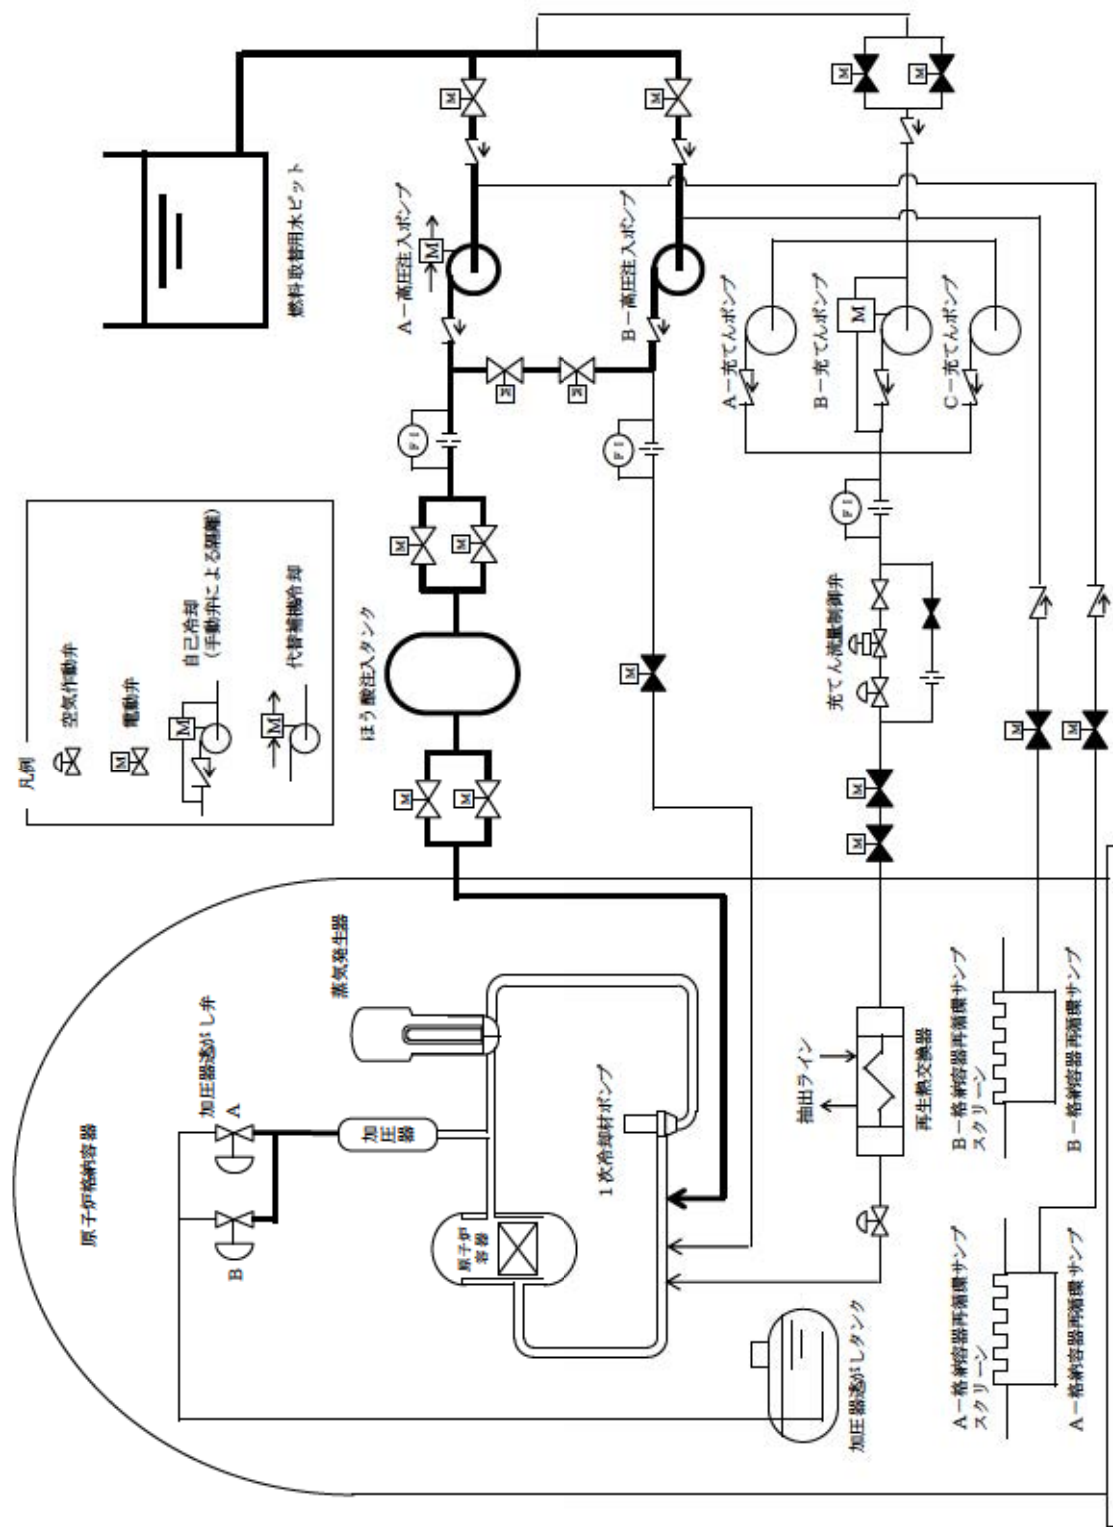 原子炉格納容器
加圧器逃がし弁
A
B
加圧器
蒸気発生器
原子炉
容器
1次冷却材ポンプ
加圧器逃がしタンク
抽出ライン
再生熱交換器
A－格納容器再循環サンプ
スクリーン
A－格納容器再循環サンプ
B－格納容器再循環サンプ
スクリーン
B－格納容器再循環サンプ
凡例
空気作動弁
M
電動弁
M
自己冷却
(手動弁による隔離)
M
代替補機冷却
ほう酸注入タンク
M
M
M
M
M
充てん流量制御弁
M
M
M
M
FI
FI
FI
M
M
燃料取替用水ピット
A－高圧注入ポンプ
M
B－高圧注入ポンプ
A－充てんポンプ
B－充てんポンプ
M
C－充てんポンプ
M
M
M
M